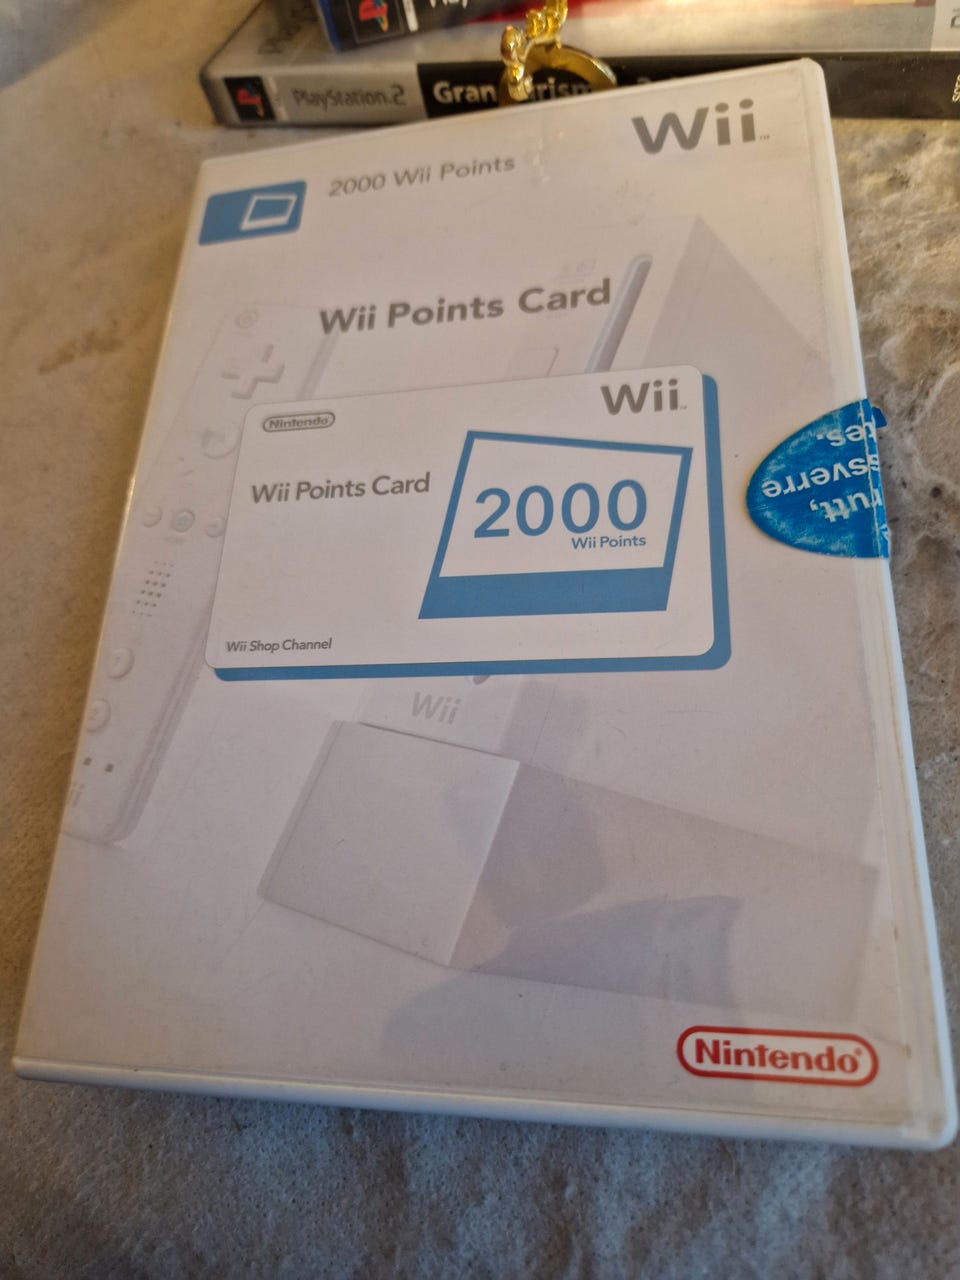 PlayStation 2
Gran
Wii
2000 Wii Points
Wii Points Card
Nintendo
Wii
Wii Points Card
2000
Wii Points
Wii Shop Channel
Wii
Nintendo